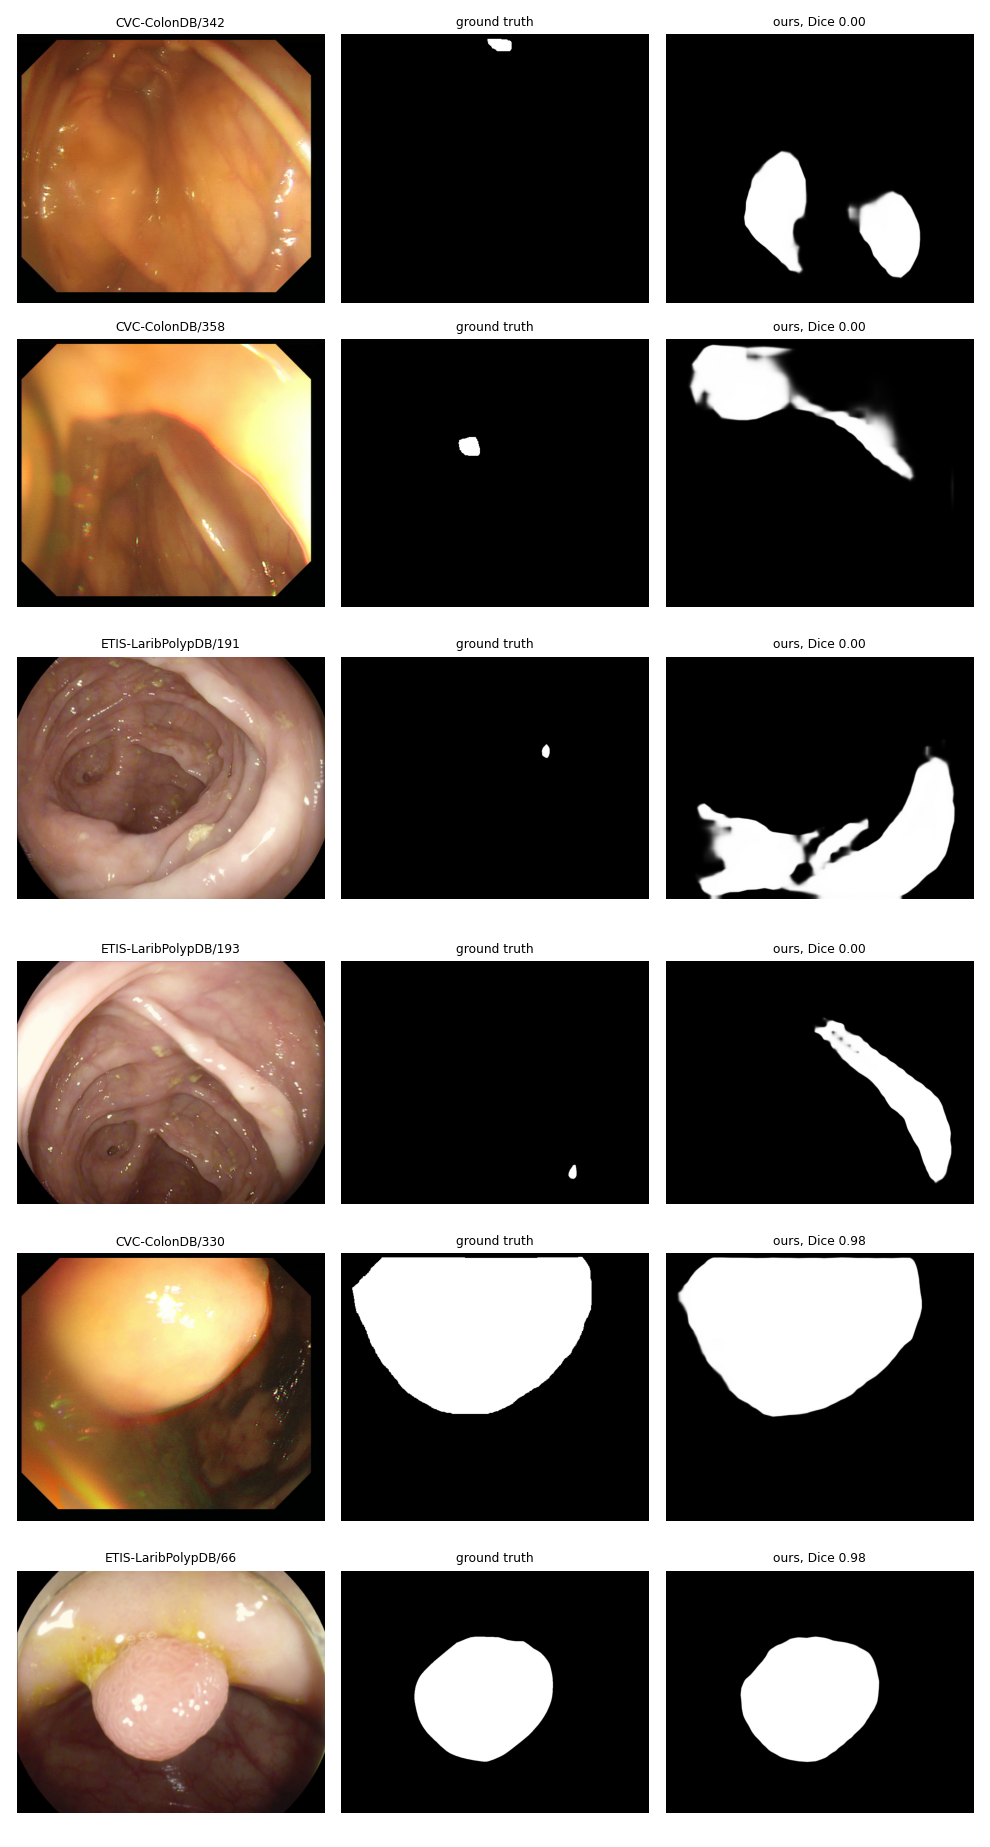 CVC-ColonDB/342 ground truth ours, Dice 0.00
CVC-ColonDB/358 ground truth ours, Dice 0.00
ETIS-LaribPolypDB/191 ground truth ours, Dice 0.00
ETIS-LaribPolypDB/193 ground truth ours, Dice 0.00
CVC-ColonDB/330 ground truth ours, Dice 0.98
ETIS-LaribPolypDB/66 ground truth ours, Dice 0.98